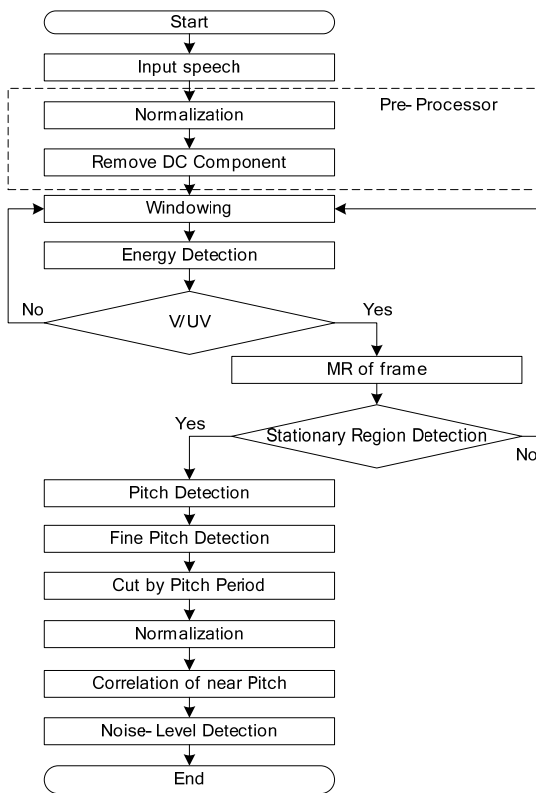 Start
Input speech
Pre-Processor
Normalization
Remove DC Component
Windowing
Energy Detection
No
V/UV
Yes
MR of frame
Yes
Stationary Region Detection
No
Pitch Detection
Fine Pitch Detection
Cut by Pitch Period
Normalization
Correlation of near Pitch
Noise-Level Detection
End